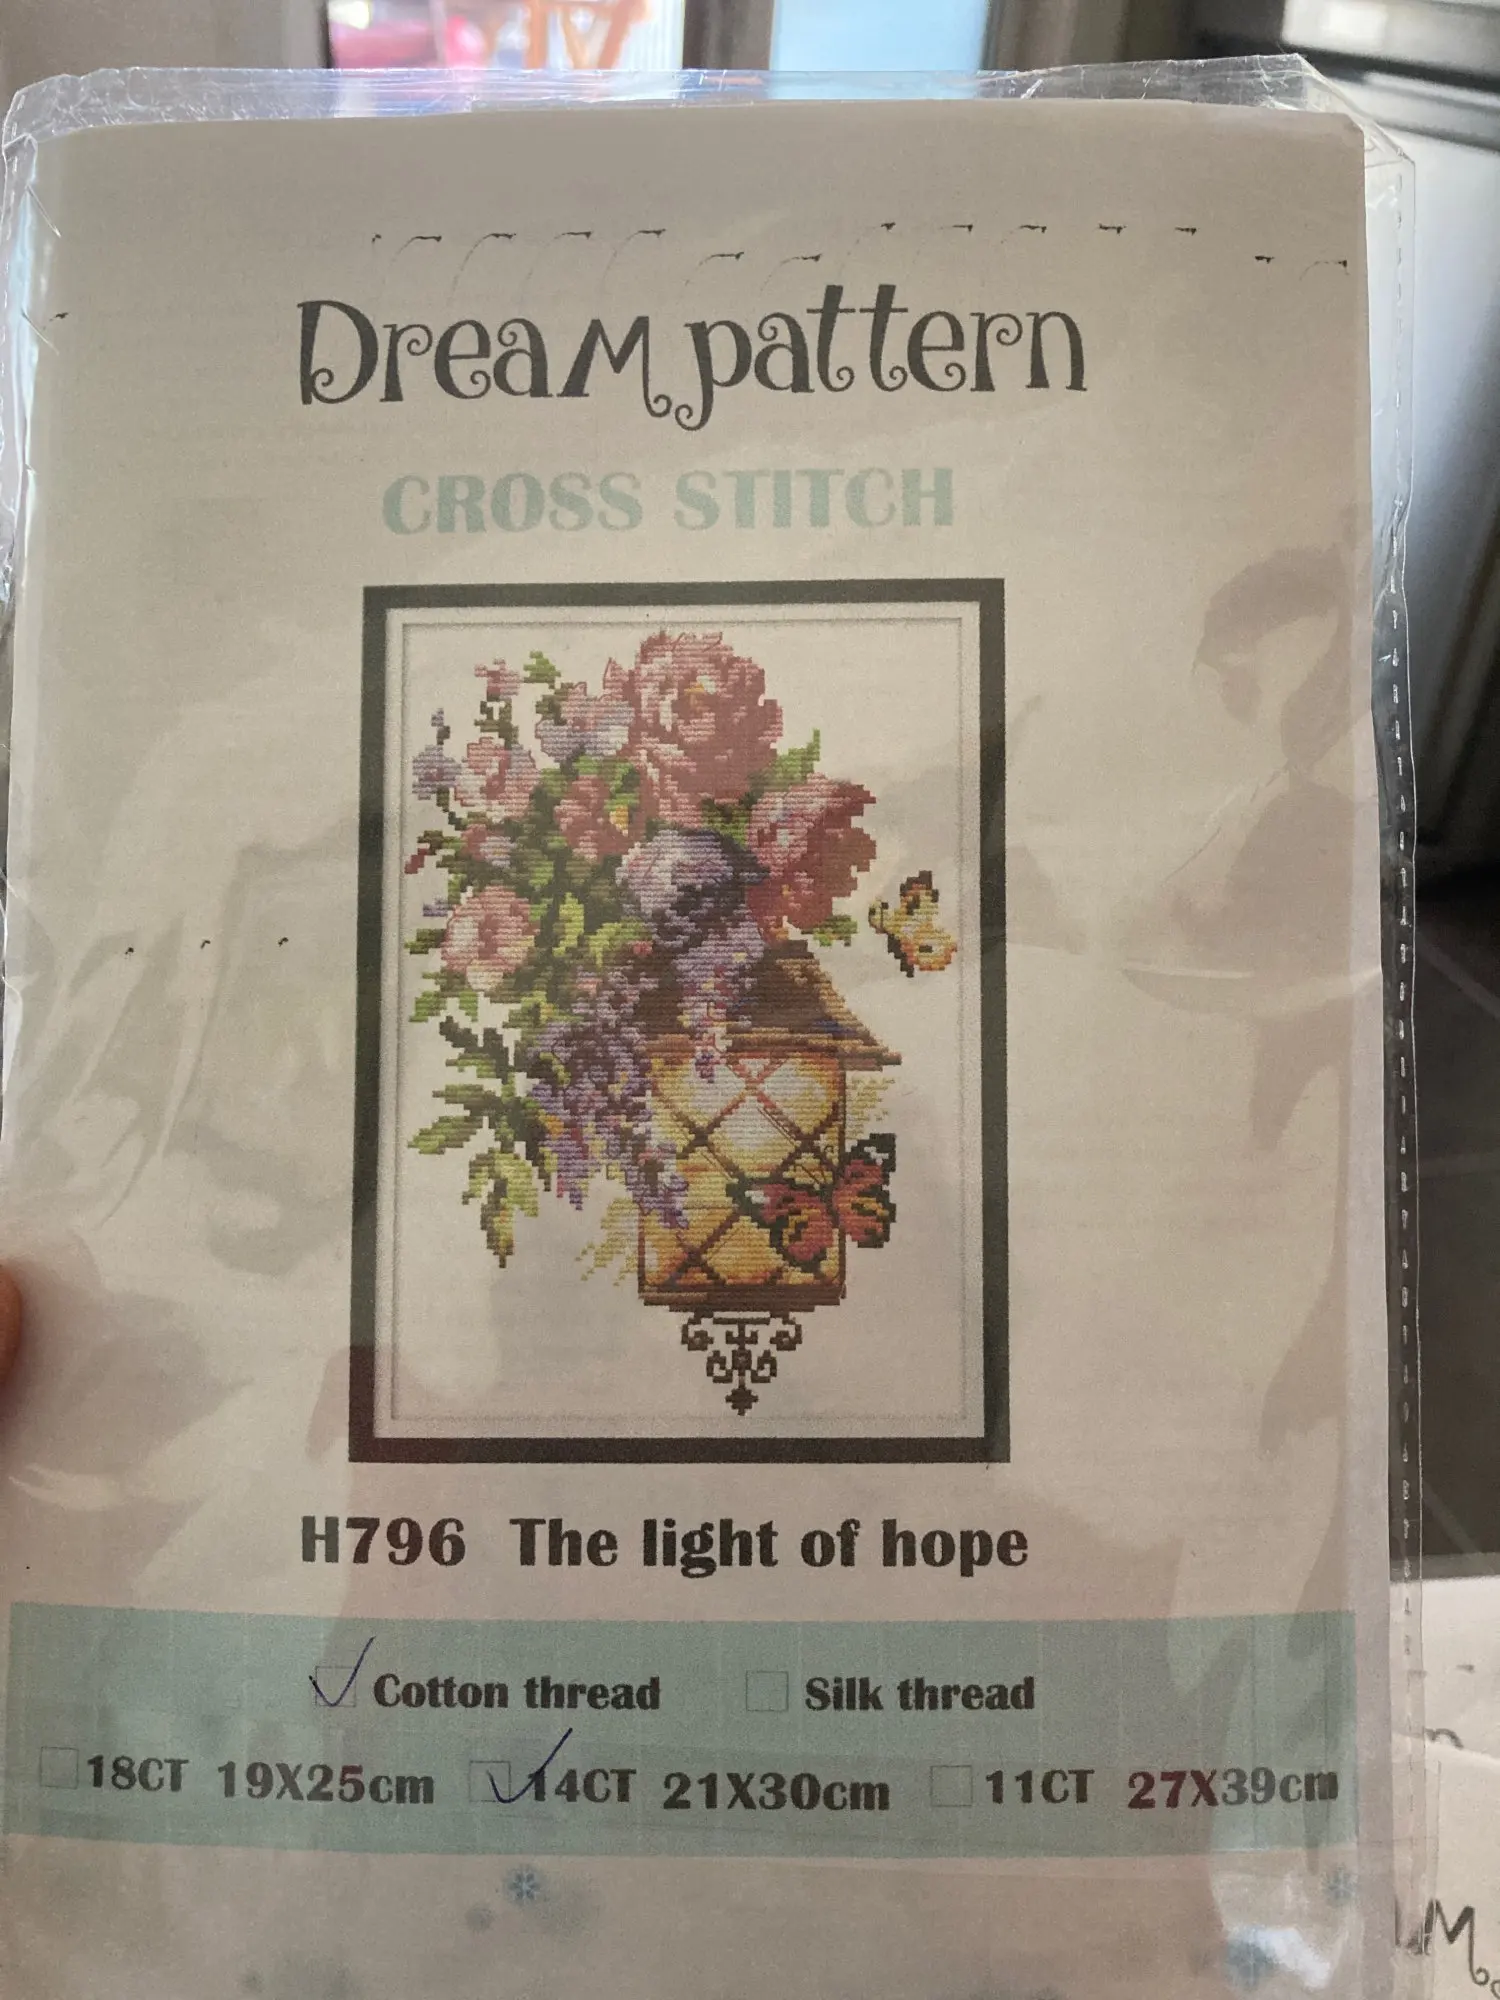 Dream pattern
CROSS STITCH
H796 The light of hope
Cotton thread Silk thread
18CT 19X25cm 14CT 21X30cm 11CT 27X39cm